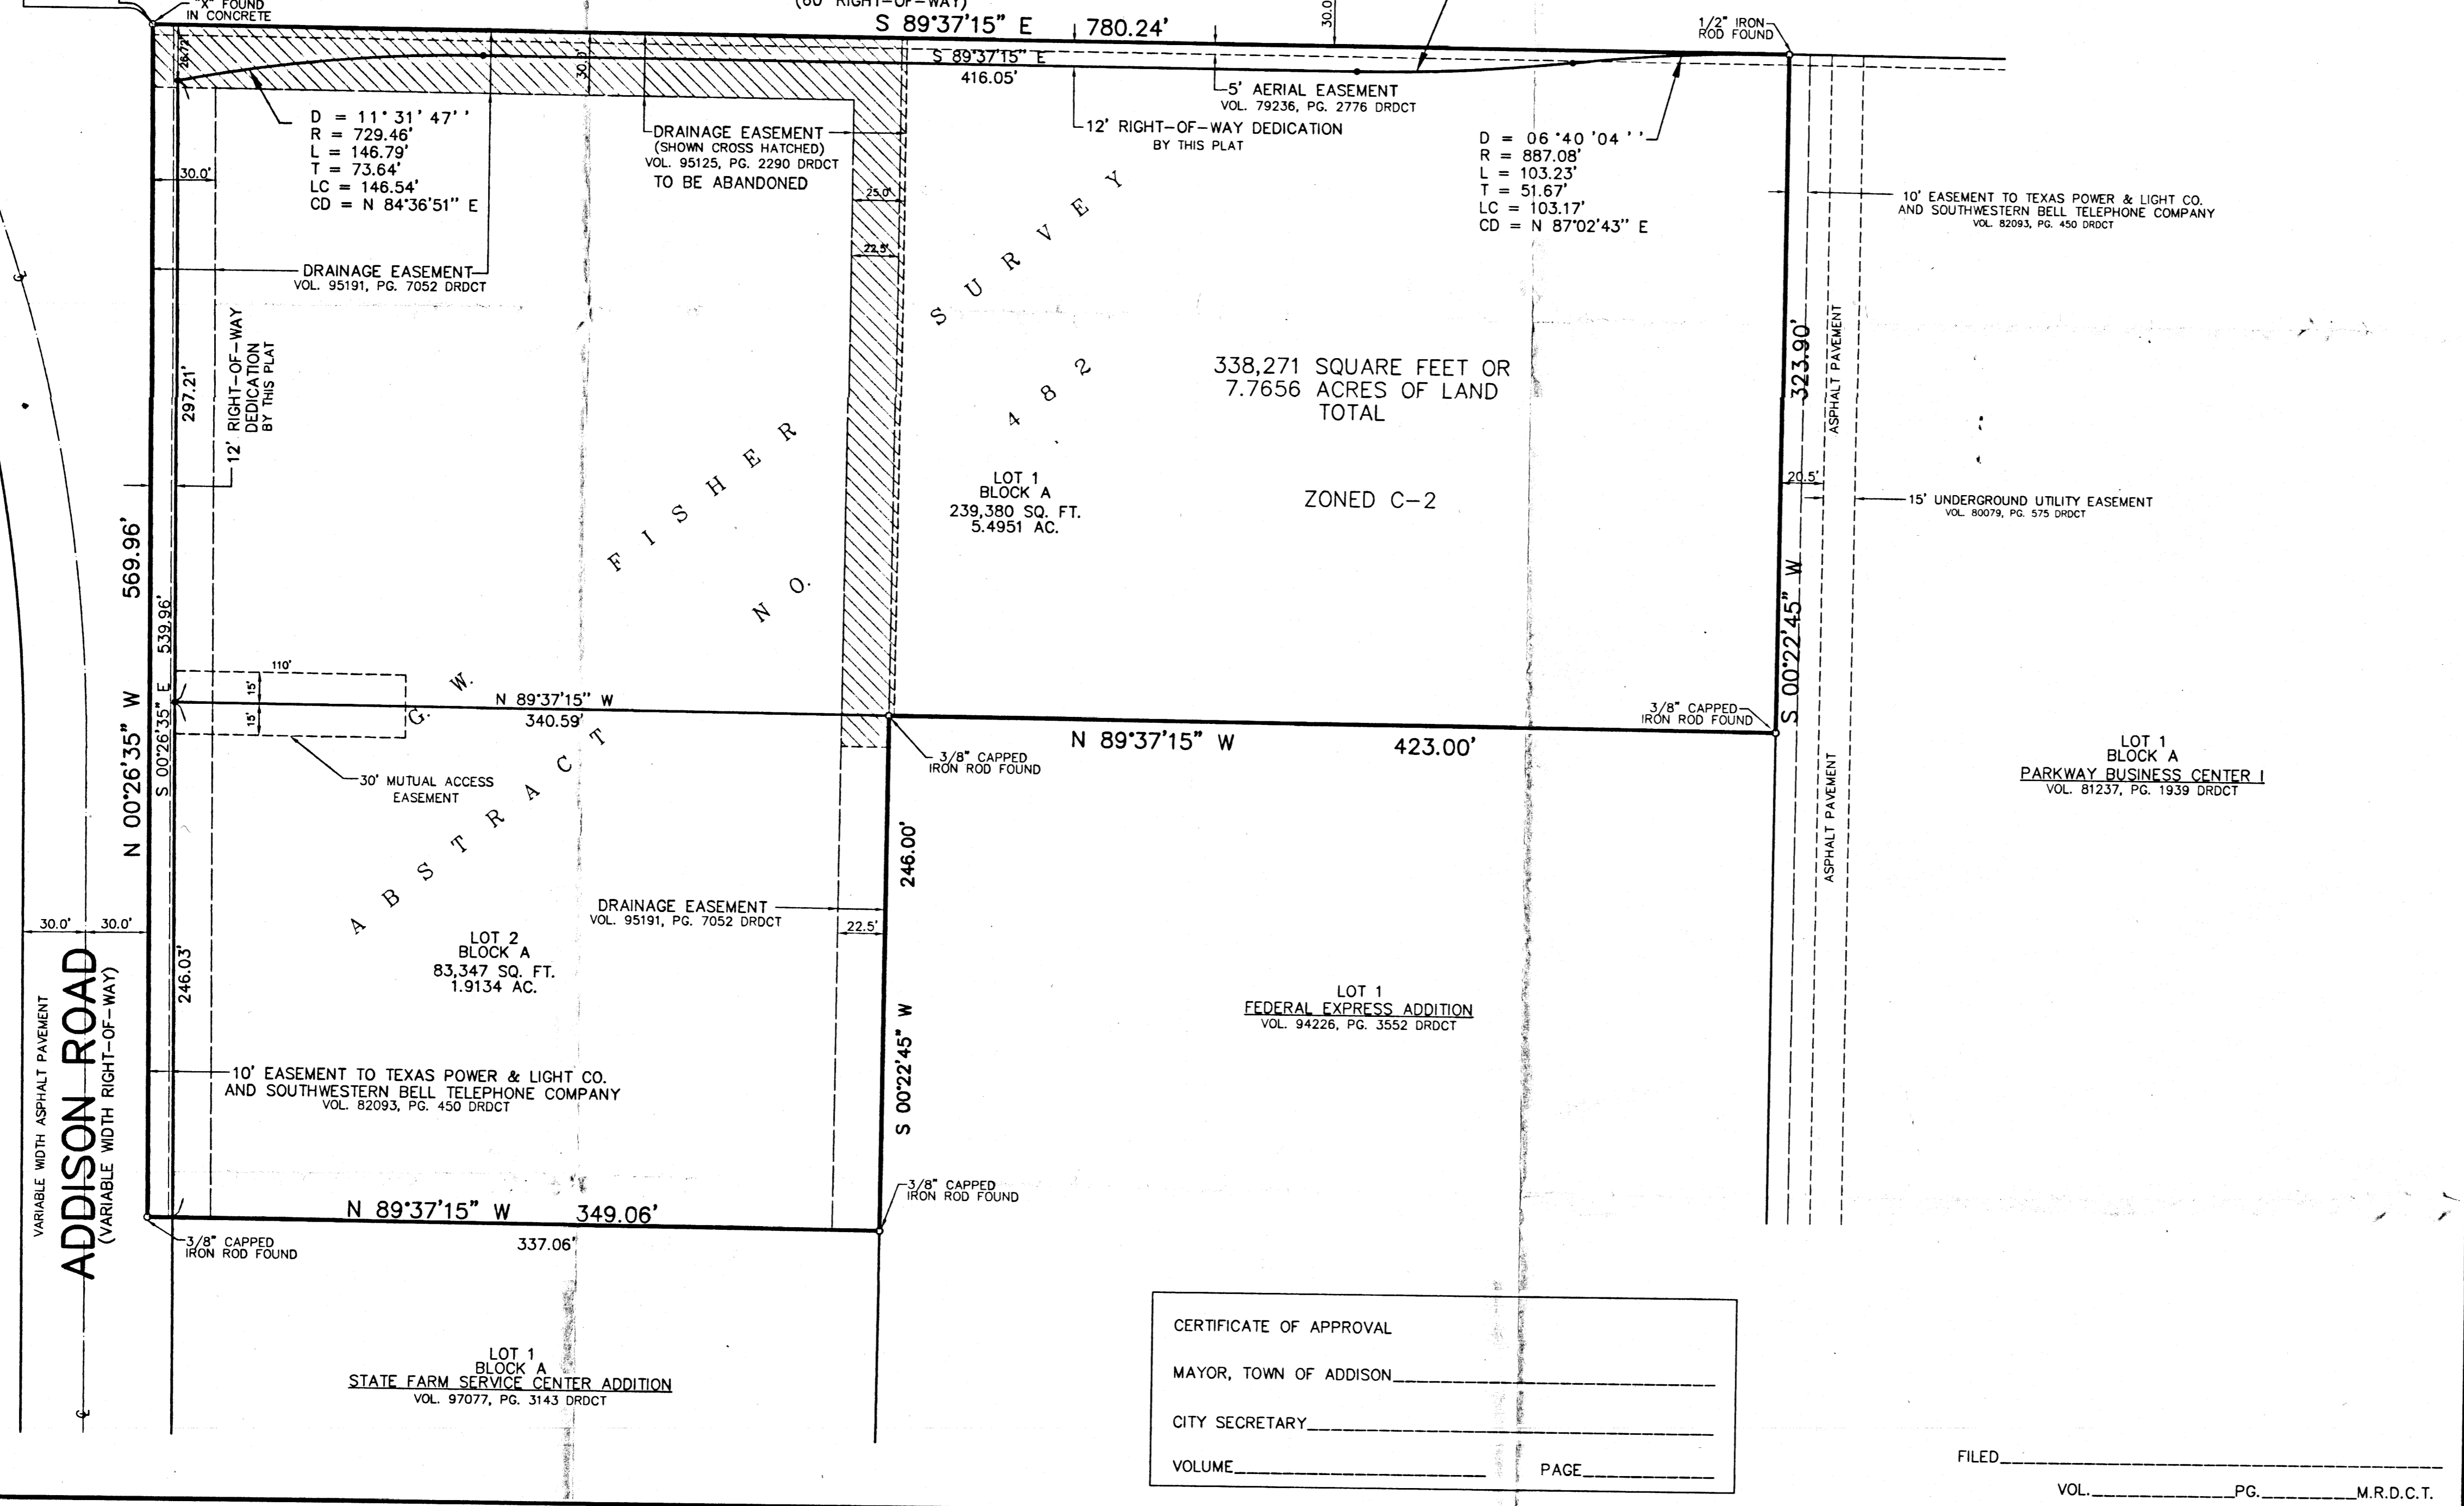 "X" FOUND
IN CONCRETE
(60' RIGHT-OF-WAY)
S 89°37'15" E 780.24'
30.0'
1/2" IRON
ROD FOUND
26.72'
30.0'
S 89°37'15" E
416.05'
5' AERIAL EASEMENT
VOL. 79236, PG. 2776 DRDCT
12' RIGHT-OF-WAY DEDICATION
BY THIS PLAT
D = 11° 31' 47''
R = 729.46'
L = 146.79'
T = 73.64'
LC = 146.54'
CD = N 84°36'51" E
DRAINAGE EASEMENT
(SHOWN CROSS HATCHED)
VOL. 95125, PG. 2290 DRDCT
TO BE ABANDONED
D = 06°40'04''
R = 887.08'
L = 103.23'
T = 51.67'
LC = 103.17'
CD = N 87°02'43" E
30.0'
25.0'
22.5'
10' EASEMENT TO TEXAS POWER & LIGHT CO.
AND SOUTHWESTERN BELL TELEPHONE COMPANY
VOL. 82093, PG. 450 DRDCT
DRAINAGE EASEMENT
VOL. 95191, PG. 7052 DRDCT
12' RIGHT-OF-WAY
DEDICATION
BY THIS PLAT
297.21'
G. W. FISHER SURVEY
ABSTRACT NO. 482
338,271 SQUARE FEET OR
7.7656 ACRES OF LAND
TOTAL
323.90'
ASPHALT PAVEMENT
LOT 1
BLOCK A
239,380 SQ. FT.
5.4951 AC.
ZONED C-2
20.5'
15' UNDERGROUND UTILITY EASEMENT
VOL. 80079, PG. 575 DRDCT
569.96'
N 00°26'35" W
S 00°26'35" E 539.96'
S 00°22'45" W
110'
15'
15'
N 89°37'15" W
340.59'
30' MUTUAL ACCESS
EASEMENT
3/8" CAPPED
IRON ROD FOUND
N 89°37'15" W 423.00'
3/8" CAPPED
IRON ROD FOUND
ASPHALT PAVEMENT
LOT 1
BLOCK A
PARKWAY BUSINESS CENTER I
VOL. 81237, PG. 1939 DRDCT
246.00'
S 00°22'45" W
DRAINAGE EASEMENT
VOL. 95191, PG. 7052 DRDCT
22.5'
30.0'
30.0'
246.03'
LOT 2
BLOCK A
83,347 SQ. FT.
1.9134 AC.
LOT 1
FEDERAL EXPRESS ADDITION
VOL. 94226, PG. 3552 DRDCT
VARIABLE WIDTH ASPHALT PAVEMENT
ADDISON ROAD
(VARIABLE WIDTH RIGHT-OF-WAY)
10' EASEMENT TO TEXAS POWER & LIGHT CO.
AND SOUTHWESTERN BELL TELEPHONE COMPANY
VOL. 82093, PG. 450 DRDCT
3/8" CAPPED
IRON ROD FOUND
N 89°37'15" W 349.06'
337.06'
3/8" CAPPED
IRON ROD FOUND
LOT 1
BLOCK A
STATE FARM SERVICE CENTER ADDITION
VOL. 97077, PG. 3143 DRDCT
CERTIFICATE OF APPROVAL
MAYOR, TOWN OF ADDISON
CITY SECRETARY
VOLUME PAGE
FILED
VOL. PG. M.R.D.C.T.